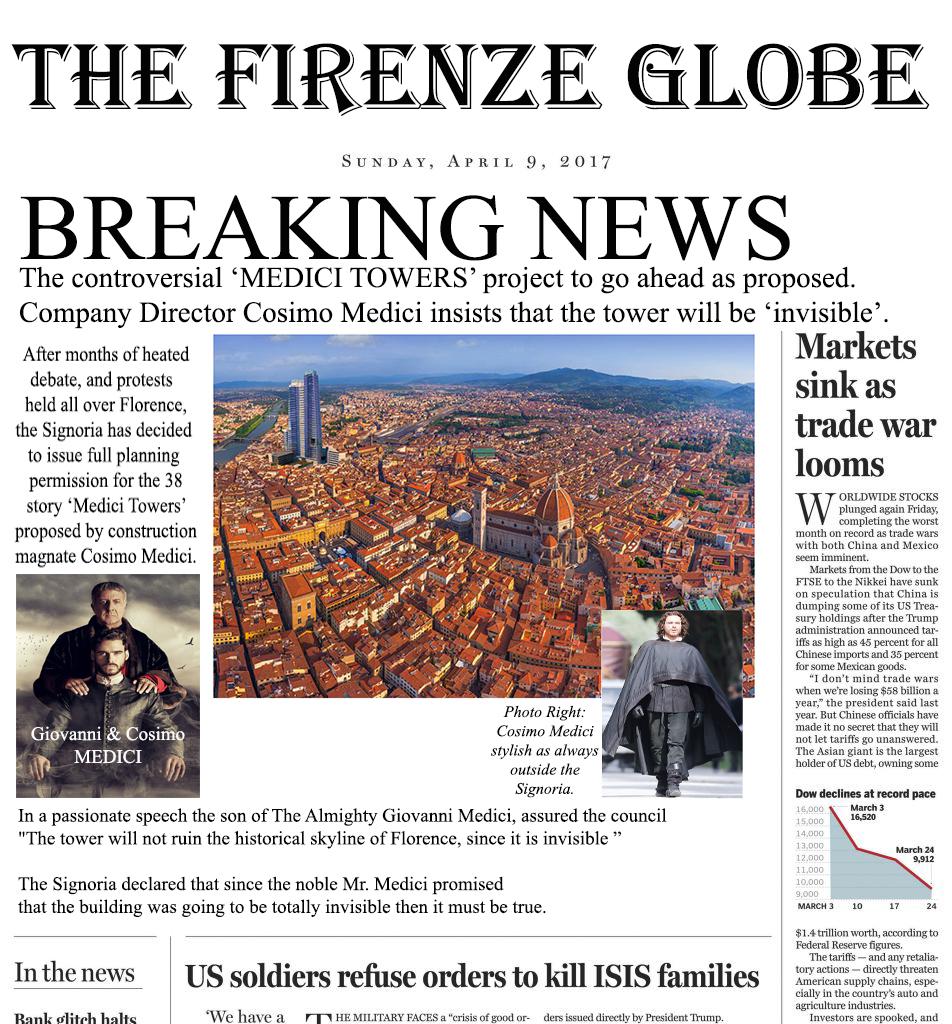 THE FIRENZE GLOBE
SUNDAY, APRIL 9, 2017
BREAKING NEWS
The controversial ‘MEDICI TOWERS’ project to go ahead as proposed.
Company Director Cosimo Medici insists that the tower will be ‘invisible’.
After months of heated
debate, and protests
held all over Florence,
the Signoria has decided
to issue full planning
permission for the 38
story ‘Medici Towers’
proposed by construction
magnate Cosimo Medici.
Giovanni & Cosimo
MEDICI
Photo Right:
Cosimo Medici
stylish as always
outside the
Signoria.
In a passionate speech the son of The Almighty Giovanni Medici, assured the council
"The tower will not ruin the historical skyline of Florence, since it is invisible ”
The Signoria declared that since the noble Mr. Medici promised
that the building was going to be totally invisible then it must be true.
Markets
sink as
trade war
looms
WORLDWIDE STOCKS
plunged again Friday,
completing the worst
month on record as trade wars
with both China and Mexico
seem imminent.
Markets from the Dow to the
FTSE to the Nikkei have sunk
on speculation that China is
dumping some of its US Trea-
sury holdings after the Trump
administration announced tar-
iffs as high as 45 percent for all
Chinese imports and 35 percent
for some Mexican goods.
“I don’t mind trade wars
when we’re losing $58 billion a
year,” the president said last
year. But Chinese officials have
made it no secret that they will
not let tariffs go unanswered.
The Asian giant is the largest
holder of US debt, owning some
Dow declines at record pace
16,000
15,000
14,000
13,000
12,000
11,000
10,000
9,000
March 3
16,520
March 24
9,912
MARCH 3 10 17 24
$1.4 trillion worth, according to
Federal Reserve figures.
The tariffs — and any retalia-
tory actions — directly threaten
American supply chains, espe-
cially in the country’s auto and
agriculture industries.
Investors are spooked, and
In the news
Bank glitch halts
US soldiers refuse orders to kill ISIS families
‘We have a
THE MILITARY FACES a “crisis of good or-
ders issued directly by President Trump.